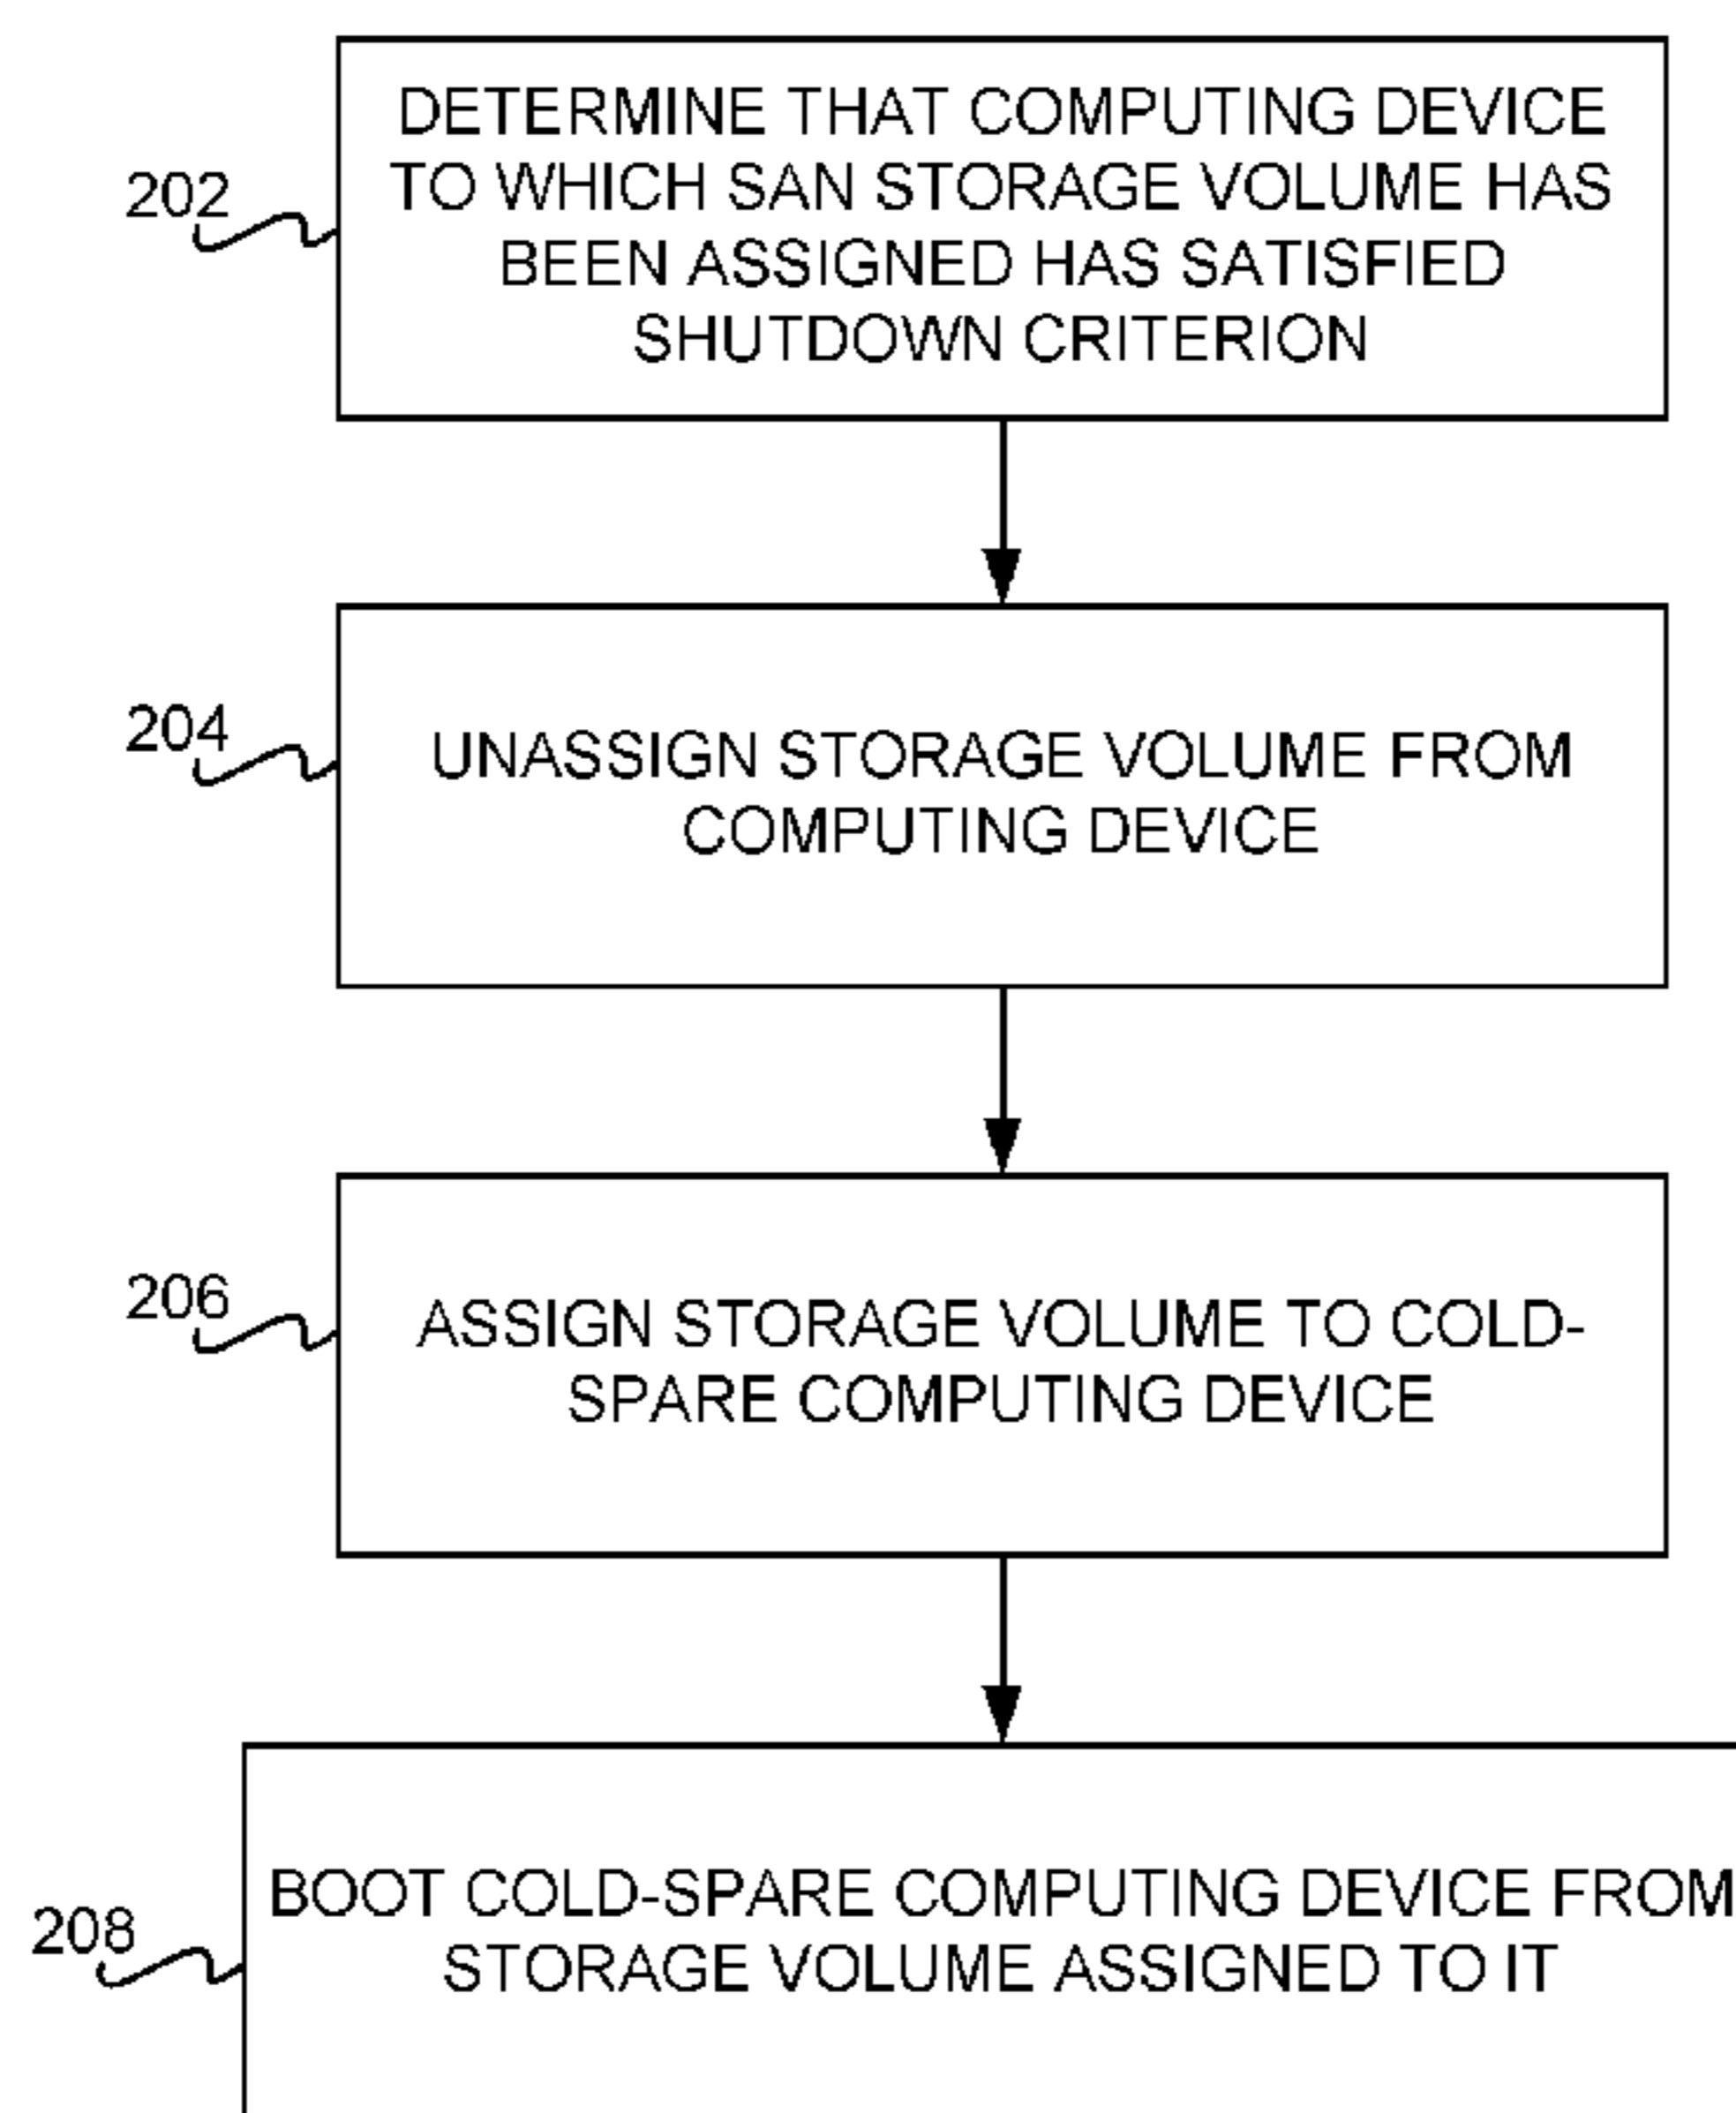 DETERMINE THAT COMPUTING DEVICE
TO WHICH SAN STORAGE VOLUME HAS
BEEN ASSIGNED HAS SATISFIED
SHUTDOWN CRITERION
202
UNASSIGN STORAGE VOLUME FROM
COMPUTING DEVICE
204
ASSIGN STORAGE VOLUME TO COLD-
SPARE COMPUTING DEVICE
206
BOOT COLD-SPARE COMPUTING DEVICE FROM
STORAGE VOLUME ASSIGNED TO IT
208